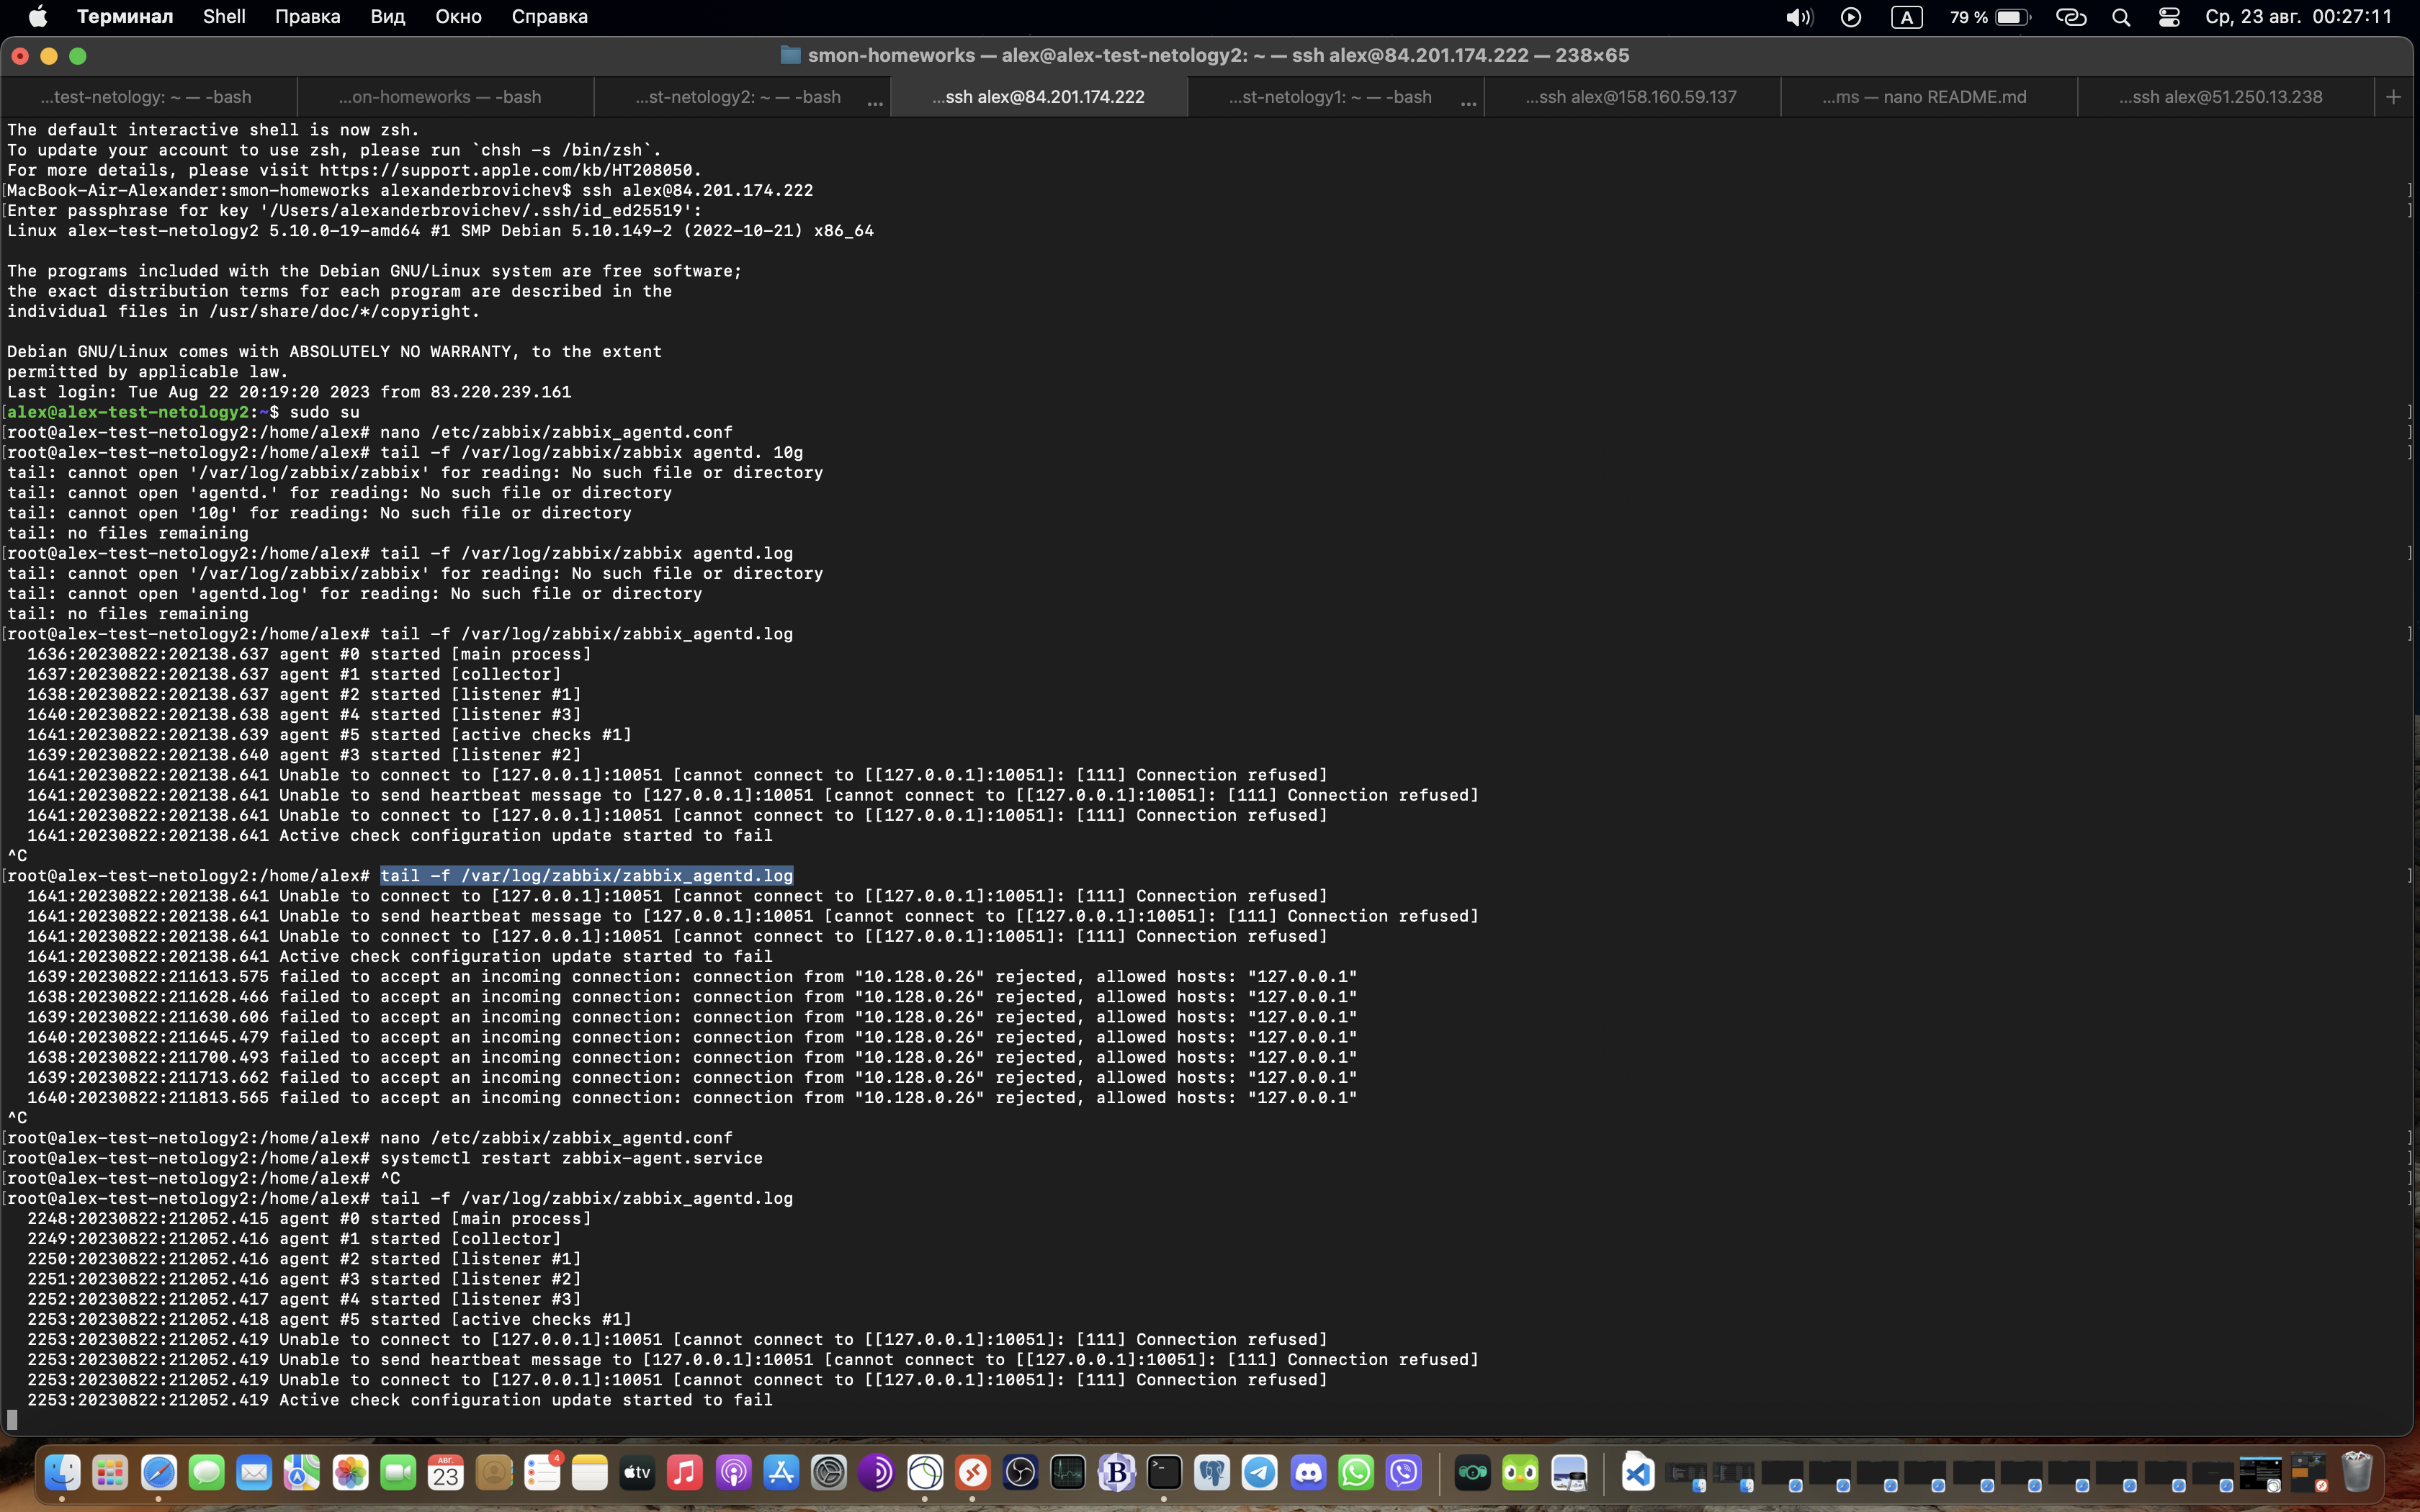 Терминал Shell Правка Вид Окно Справка A 79 % Ср, 23 авг. 00:27:11
smon-homeworks — alex@alex-test-netology2: ~ — ssh alex@84.201.174.222 — 238×65
...test-netology: ~ — -bash ...on-homeworks — -bash ...st-netology2: ~ — -bash ... ...ssh alex@84.201.174.222 ...st-netology1: ~ — -bash ... ...ssh alex@158.160.59.137 ...ms — nano README.md ...ssh alex@51.250.13.238 +
The default interactive shell is now zsh.
To update your account to use zsh, please run `chsh -s /bin/zsh`.
For more details, please visit https://support.apple.com/kb/HT208050.
[MacBook-Air-Alexander:smon-homeworks alexanderbrovichev$ ssh alex@84.201.174.222 ]
[Enter passphrase for key '/Users/alexanderbrovichev/.ssh/id_ed25519': ]
Linux alex-test-netology2 5.10.0-19-amd64 #1 SMP Debian 5.10.149-2 (2022-10-21) x86_64
The programs included with the Debian GNU/Linux system are free software;
the exact distribution terms for each program are described in the
individual files in /usr/share/doc/*/copyright.
Debian GNU/Linux comes with ABSOLUTELY NO WARRANTY, to the extent
permitted by applicable law.
Last login: Tue Aug 22 20:19:20 2023 from 83.220.239.161
[alex@alex-test-netology2:~$ sudo su ]
[root@alex-test-netology2:/home/alex# nano /etc/zabbix/zabbix_agentd.conf ]
[root@alex-test-netology2:/home/alex# tail -f /var/log/zabbix/zabbix agentd. 10g ]
tail: cannot open '/var/log/zabbix/zabbix' for reading: No such file or directory
tail: cannot open 'agentd.' for reading: No such file or directory
tail: cannot open '10g' for reading: No such file or directory
tail: no files remaining
[root@alex-test-netology2:/home/alex# tail -f /var/log/zabbix/zabbix agentd.log ]
tail: cannot open '/var/log/zabbix/zabbix' for reading: No such file or directory
tail: cannot open 'agentd.log' for reading: No such file or directory
tail: no files remaining
[root@alex-test-netology2:/home/alex# tail -f /var/log/zabbix/zabbix_agentd.log ]
1636:20230822:202138.637 agent #0 started [main process]
1637:20230822:202138.637 agent #1 started [collector]
1638:20230822:202138.637 agent #2 started [listener #1]
1640:20230822:202138.638 agent #4 started [listener #3]
1641:20230822:202138.639 agent #5 started [active checks #1]
1639:20230822:202138.640 agent #3 started [listener #2]
1641:20230822:202138.641 Unable to connect to [127.0.0.1]:10051 [cannot connect to [[127.0.0.1]:10051]: [111] Connection refused]
1641:20230822:202138.641 Unable to send heartbeat message to [127.0.0.1]:10051 [cannot connect to [[127.0.0.1]:10051]: [111] Connection refused]
1641:20230822:202138.641 Unable to connect to [127.0.0.1]:10051 [cannot connect to [[127.0.0.1]:10051]: [111] Connection refused]
1641:20230822:202138.641 Active check configuration update started to fail
^C
[root@alex-test-netology2:/home/alex# tail -f /var/log/zabbix/zabbix_agentd.log ]
1641:20230822:202138.641 Unable to connect to [127.0.0.1]:10051 [cannot connect to [[127.0.0.1]:10051]: [111] Connection refused]
1641:20230822:202138.641 Unable to send heartbeat message to [127.0.0.1]:10051 [cannot connect to [[127.0.0.1]:10051]: [111] Connection refused]
1641:20230822:202138.641 Unable to connect to [127.0.0.1]:10051 [cannot connect to [[127.0.0.1]:10051]: [111] Connection refused]
1641:20230822:202138.641 Active check configuration update started to fail
1639:20230822:211613.575 failed to accept an incoming connection: connection from "10.128.0.26" rejected, allowed hosts: "127.0.0.1"
1638:20230822:211628.466 failed to accept an incoming connection: connection from "10.128.0.26" rejected, allowed hosts: "127.0.0.1"
1639:20230822:211630.606 failed to accept an incoming connection: connection from "10.128.0.26" rejected, allowed hosts: "127.0.0.1"
1640:20230822:211645.479 failed to accept an incoming connection: connection from "10.128.0.26" rejected, allowed hosts: "127.0.0.1"
1638:20230822:211700.493 failed to accept an incoming connection: connection from "10.128.0.26" rejected, allowed hosts: "127.0.0.1"
1639:20230822:211713.662 failed to accept an incoming connection: connection from "10.128.0.26" rejected, allowed hosts: "127.0.0.1"
1640:20230822:211813.565 failed to accept an incoming connection: connection from "10.128.0.26" rejected, allowed hosts: "127.0.0.1"
^C
[root@alex-test-netology2:/home/alex# nano /etc/zabbix/zabbix_agentd.conf ]
[root@alex-test-netology2:/home/alex# systemctl restart zabbix-agent.service ]
[root@alex-test-netology2:/home/alex# ^C ]
[root@alex-test-netology2:/home/alex# tail -f /var/log/zabbix/zabbix_agentd.log ]
2248:20230822:212052.415 agent #0 started [main process]
2249:20230822:212052.416 agent #1 started [collector]
2250:20230822:212052.416 agent #2 started [listener #1]
2251:20230822:212052.416 agent #3 started [listener #2]
2252:20230822:212052.417 agent #4 started [listener #3]
2253:20230822:212052.418 agent #5 started [active checks #1]
2253:20230822:212052.419 Unable to connect to [127.0.0.1]:10051 [cannot connect to [[127.0.0.1]:10051]: [111] Connection refused]
2253:20230822:212052.419 Unable to send heartbeat message to [127.0.0.1]:10051 [cannot connect to [[127.0.0.1]:10051]: [111] Connection refused]
2253:20230822:212052.419 Unable to connect to [127.0.0.1]:10051 [cannot connect to [[127.0.0.1]:10051]: [111] Connection refused]
2253:20230822:212052.419 Active check configuration update started to fail
АВГ. 23 4 tv B